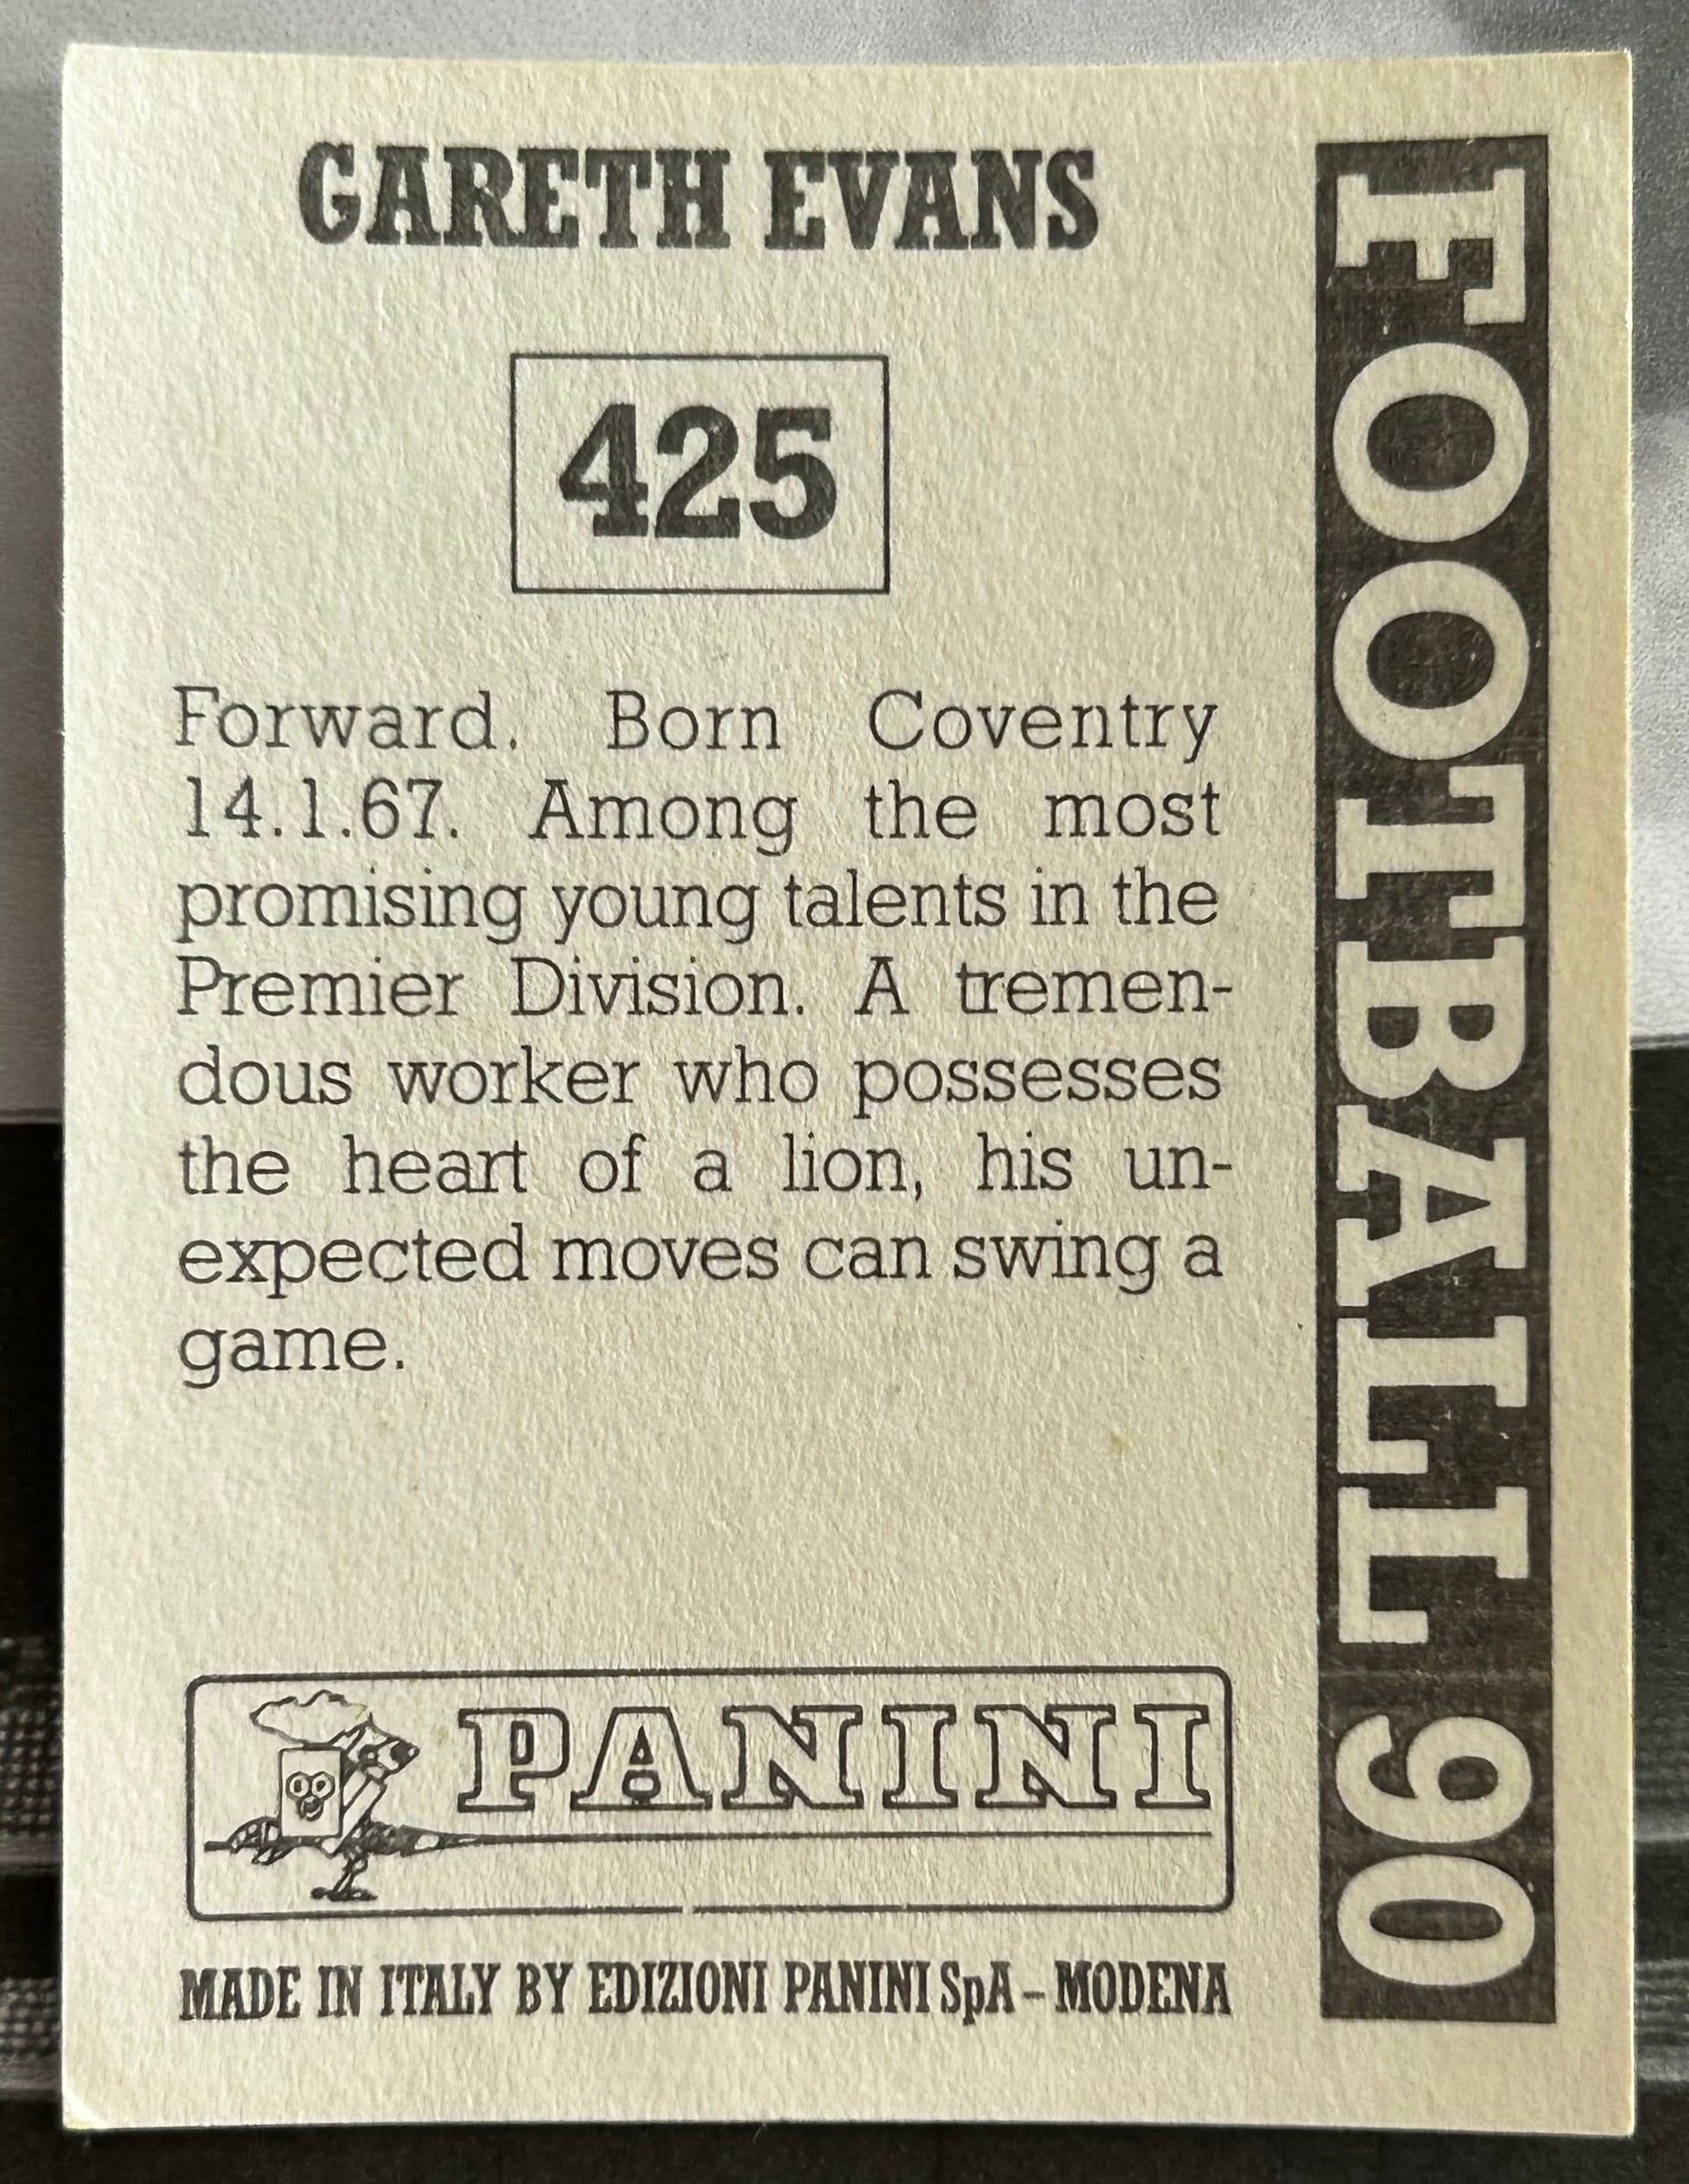 GARETH EVANS
425
Forward. Born Coventry
14.1.67. Among the most
promising young talents in the
Premier Division. A tremen-
dous worker who possesses
the heart of a lion, his un-
expected moves can swing a
game.
PANINI
MADE IN ITALY BY EDIZIONI PANINI SpA – MODENA
FOOTBALL 90